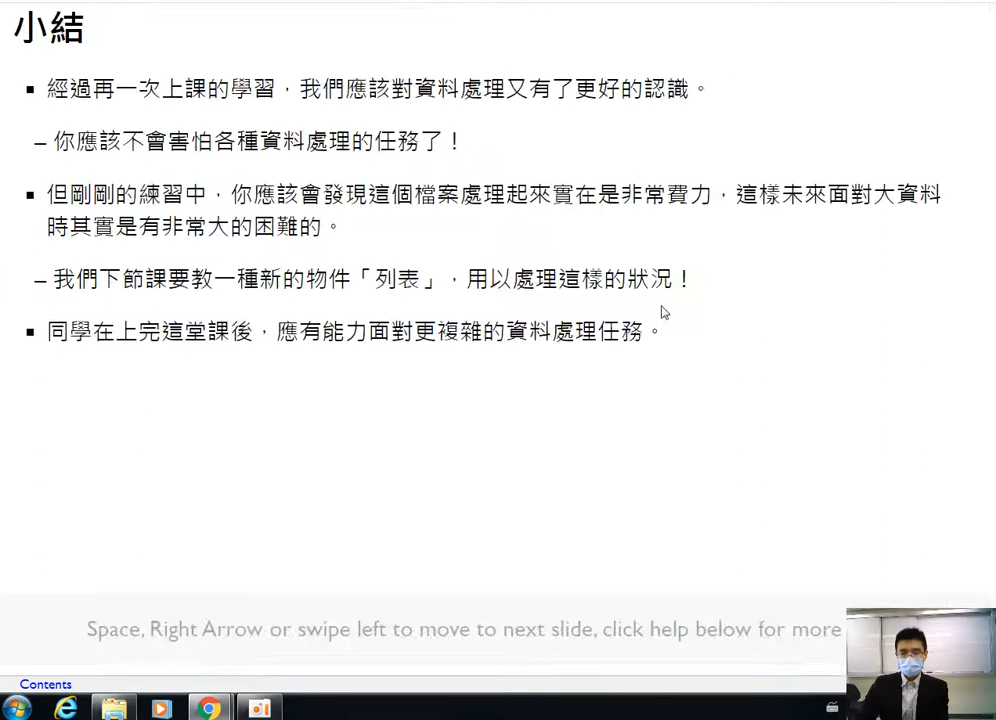 小結
▪ 經過再一次上課的學習，我們應該對資料處理又有了更好的認識。
– 你應該不會害怕各種資料處理的任務了！
▪ 但剛剛的練習中，你應該會發現這個檔案處理起來實在是非常費力，這樣未來面對大資料
時其實是有非常大的困難的。
– 我們下節課要教一種新的物件「列表」，用以處理這樣的狀況！
▪ 同學在上完這堂課後，應有能力面對更複雜的資料處理任務。
Space, Right Arrow or swipe left to move to next slide, click help below for more
Contents